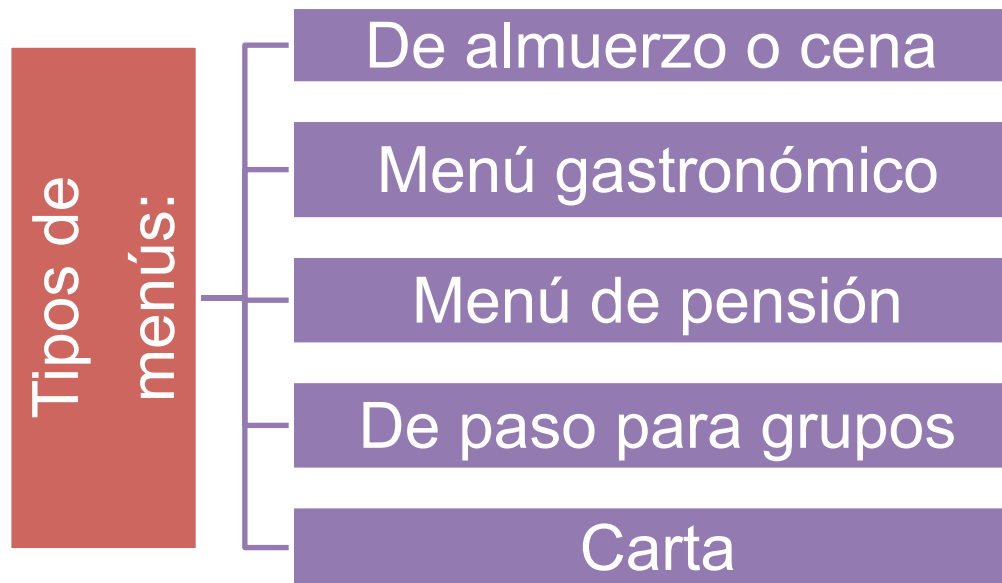 Tipos de
menús:
De almuerzo o cena
Menú gastronómico
Menú de pensión
De paso para grupos
Carta